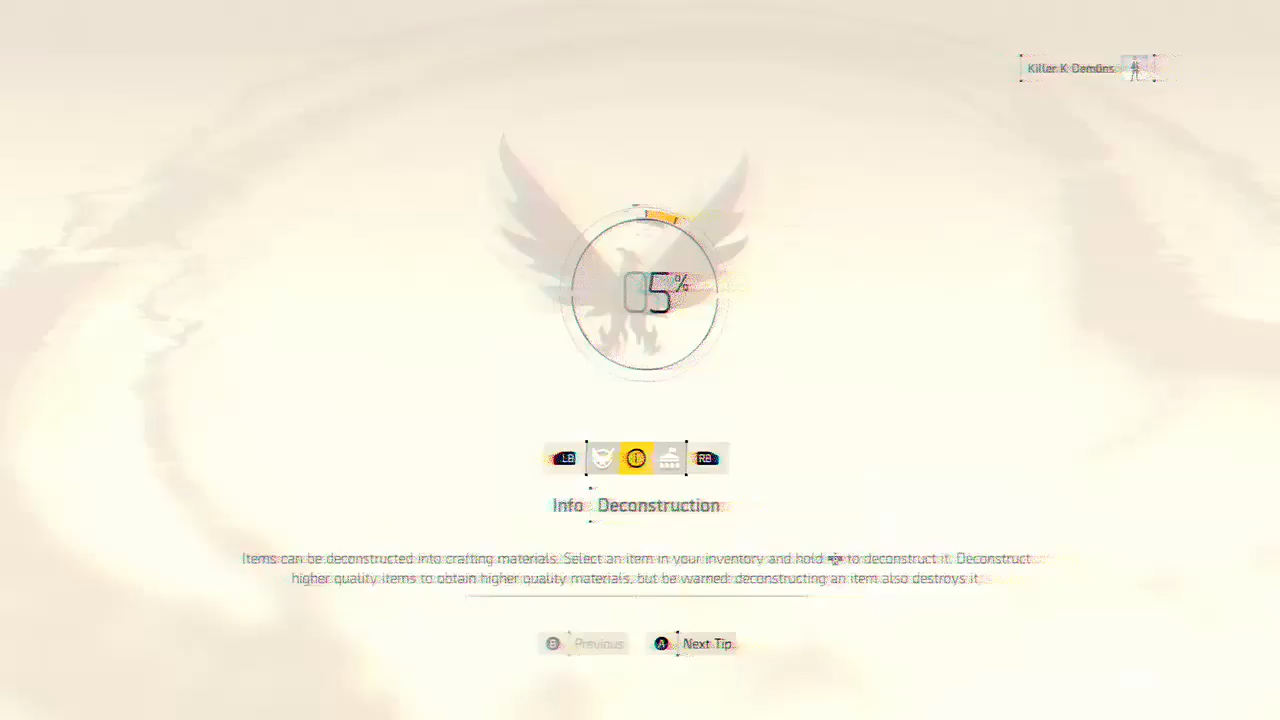 Killer K Demons
05%
LB RB
Info Deconstruction
Items can be deconstructed into crafting materials. Select an item in your inventory and hold to deconstruct it. Deconstruct
higher quality items to obtain higher quality materials, but be warned: deconstructing an item also destroys it.
B Previous A Next Tip